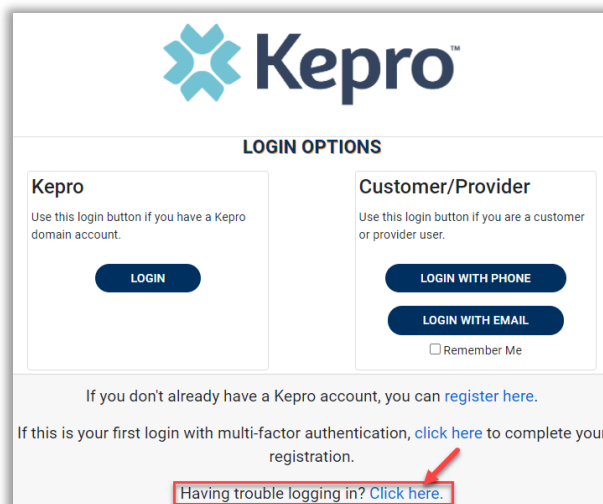 Kepro™
LOGIN OPTIONS
Kepro
Use this login button if you have a Kepro
domain account.
LOGIN
Customer/Provider
Use this login button if you are a customer
or provider user.
LOGIN WITH PHONE
LOGIN WITH EMAIL
Remember Me
If you don't already have a Kepro account, you can register here.
If this is your first login with multi-factor authentication, click here to complete your
registration.
Having trouble logging in? Click here.